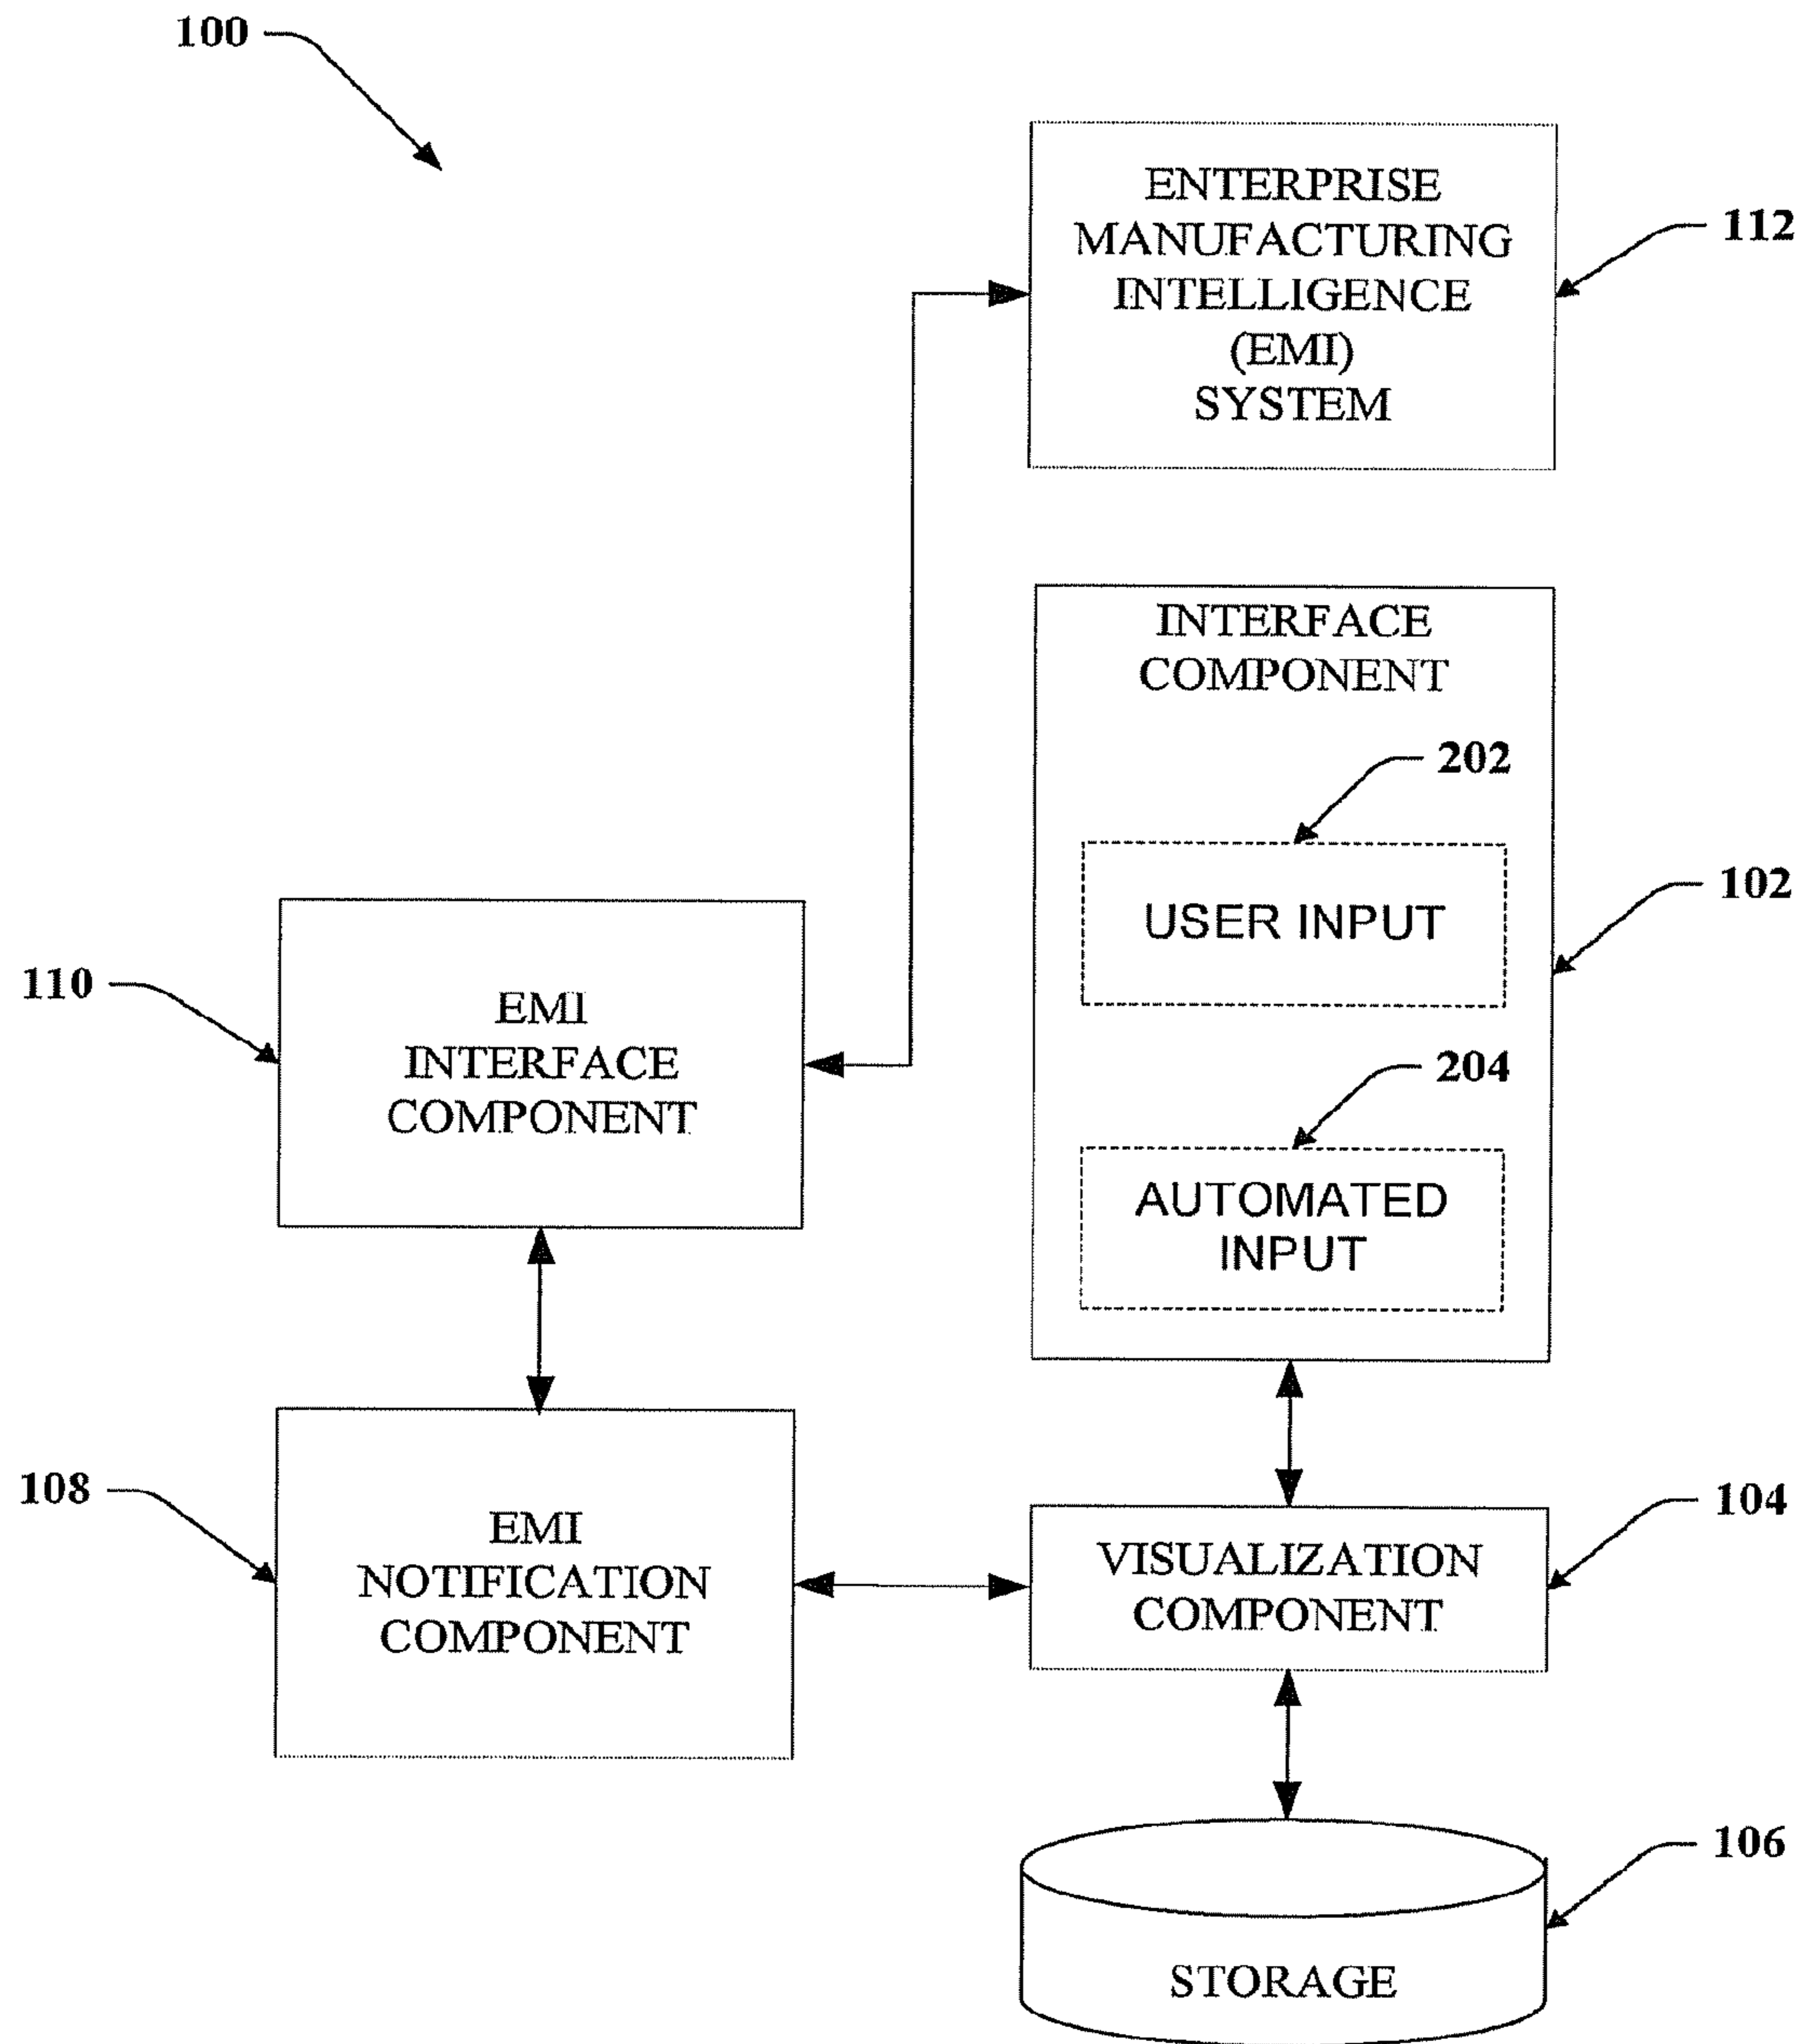 100
ENTERPRISE
MANUFACTURING
INTELLIGENCE
(EMI)
SYSTEM
112
INTERFACE
COMPONENT
202
USER INPUT
102
204
AUTOMATED
INPUT
110
EMI
INTERFACE
COMPONENT
108
EMI
NOTIFICATION
COMPONENT
VISUALIZATION
COMPONENT
104
106
STORAGE